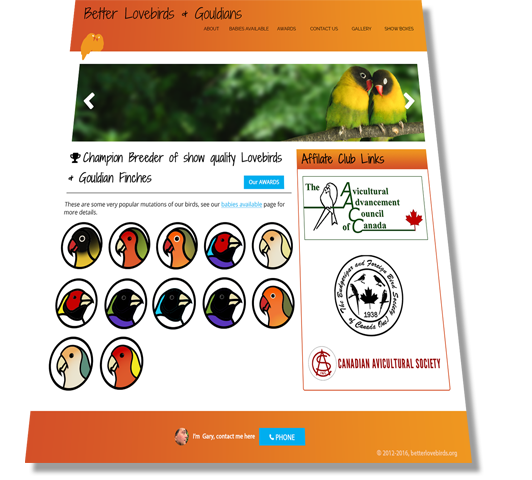 Better Lovebirds & Gouldians
ABOUT BABIES AVAILABLE AWARDS CONTACT US GALLERY SHOW BOXES
Champion Breeder of show quality Lovebirds
& Gouldian Finches
Our AWARDS
These are some very popular mutations of our birds, see our babies available page for
more details.
Affilate Club Links
The Avicultural
Advancement
Council
of Canada
The Budgerigar and Foreign Bird Society
of Canada Inc.
1938
CANADIAN AVICULTURAL SOCIETY
I'm Gary, contact me here
PHONE
© 2012-2016, betterlovebirds.org